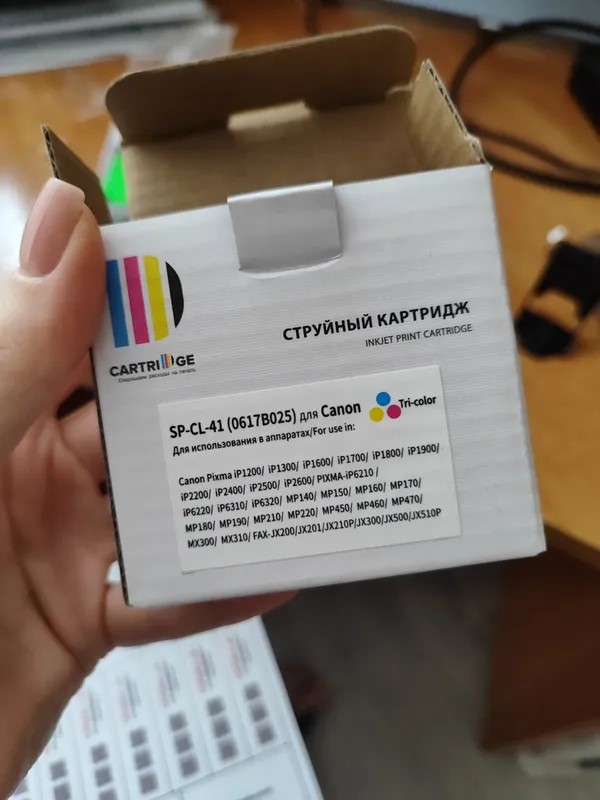 CARTRIDGE
Следим за расходы на печать
СТРУЙНЫЙ КАРТРИДЖ
INKJET PRINT CARTRIDGE
SP-CL-41 (0617B025) для Canon
Tri-color
Для использования в аппаратах/For use in:
Canon Pixma iP1200/ iP1300/ iP1600/ iP1700/ iP1800/ iP1900/
iP2200/ iP2400/ iP2500/ iP2600/ PIXMA-iP6210 /
iP6220/ iP6310/ iP6320/ MP140/ MP150/ MP160/ MP170/
MP180/ MP190/ MP210/ MP220/ MP450/ MP460/ MP470/
MX300/ MX310/ FAX-JX200/JX201/JX210P/JX300/JX500/JX510P